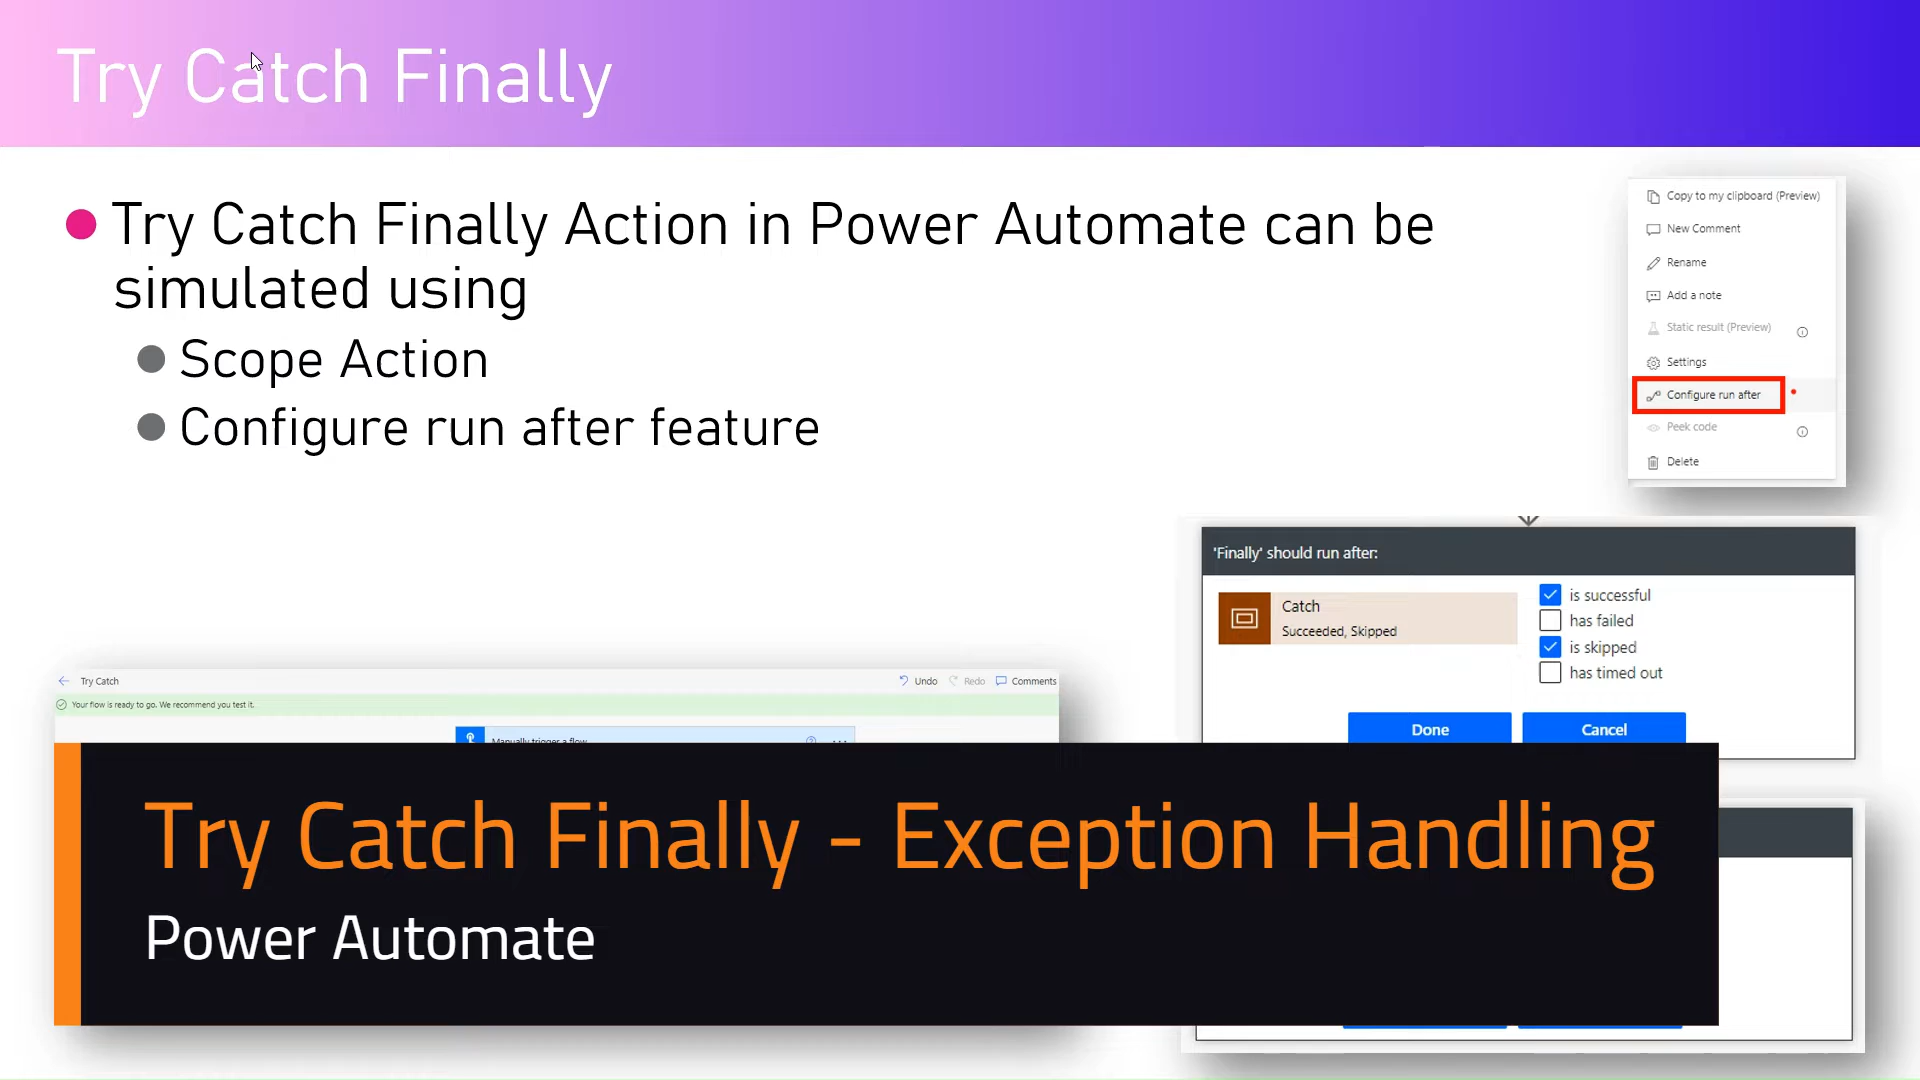 Try Catch Finally
Try Catch Finally Action in Power Automate can be
simulated using
Scope Action
Configure run after feature
Copy to my clipboard (Preview)
New Comment
Rename
Add a note
Static result (Preview)
Settings
Configure run after
Peek code
Delete
'Finally' should run after:
Catch
Succeeded, Skipped
is successful
has failed
is skipped
has timed out
Done
Cancel
Try Catch
Undo
Redo
Comments
Your flow is ready to go. We recommend you test it.
Manually trigger a flow
Try Catch Finally - Exception Handling
Power Automate